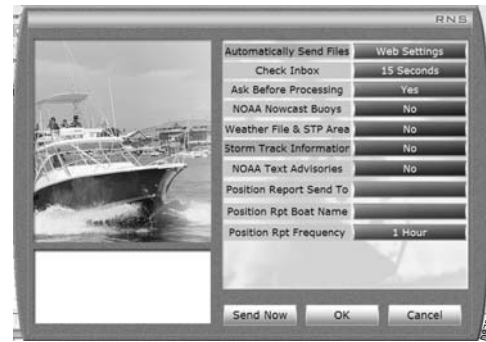 RNS
Automatically Send Files Web Settings
Check Inbox 15 Seconds
Ask Before Processing Yes
NOAA Nowcast Buoys No
Weather File & STP Area No
Storm Track Information No
NOAA Text Advisories No
Position Report Send To
Position Rpt Boat Name
Position Rpt Frequency 1 Hour
Send Now OK Cancel